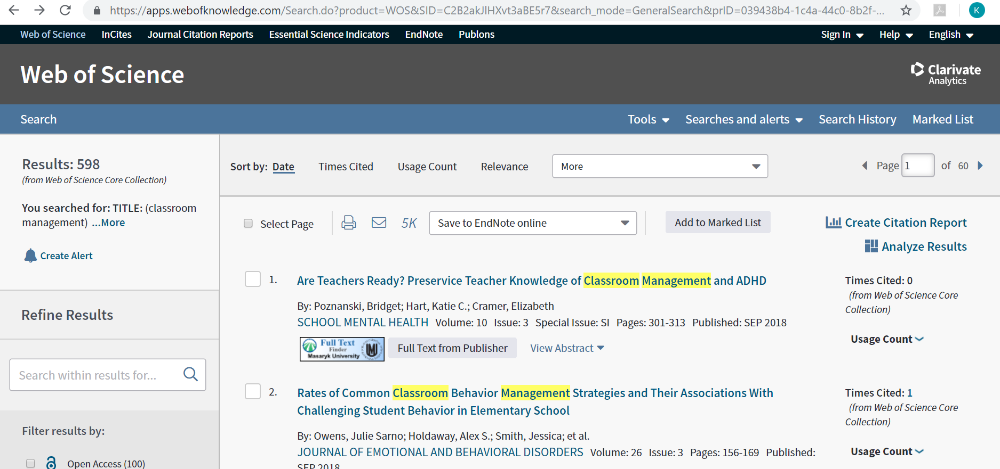 https://apps.webofknowledge.com/Search.do?product=WOS&SID=C2B2akJlHXvt3aBE5r7&search_mode=GeneralSearch&prID=039438b4-1c4a-44c0-8b2f-...
K
Web of Science InCites Journal Citation Reports Essential Science Indicators EndNote Publons Sign In Help English
Web of Science
Clarivate
Analytics
Search Tools Searches and alerts Search History Marked List
Results: 598
(from Web of Science Core Collection)
You searched for: TITLE: (classroom
management) ...More
Create Alert
Refine Results
Search within results for...
Filter results by:
Open Access (100)
Sort by: Date Times Cited Usage Count Relevance More Page 1 of 60
Select Page 5K Save to EndNote online Add to Marked List Create Citation Report
Analyze Results
1. Are Teachers Ready? Preservice Teacher Knowledge of Classroom Management and ADHD
By: Poznanski, Bridget; Hart, Katie C.; Cramer, Elizabeth
SCHOOL MENTAL HEALTH Volume: 10 Issue: 3 Special Issue: SI Pages: 301-313 Published: SEP 2018
Full Text
Finder
Masaryk University
Full Text from Publisher View Abstract
Times Cited: 0
(from Web of Science Core
Collection)
Usage Count
2. Rates of Common Classroom Behavior Management Strategies and Their Associations With
Challenging Student Behavior in Elementary School
By: Owens, Julie Sarno; Holdaway, Alex S.; Smith, Jessica; et al.
JOURNAL OF EMOTIONAL AND BEHAVIORAL DISORDERS Volume: 26 Issue: 3 Pages: 156-169 Published:
SEP 2018
Times Cited: 1
(from Web of Science Core
Collection)
Usage Count